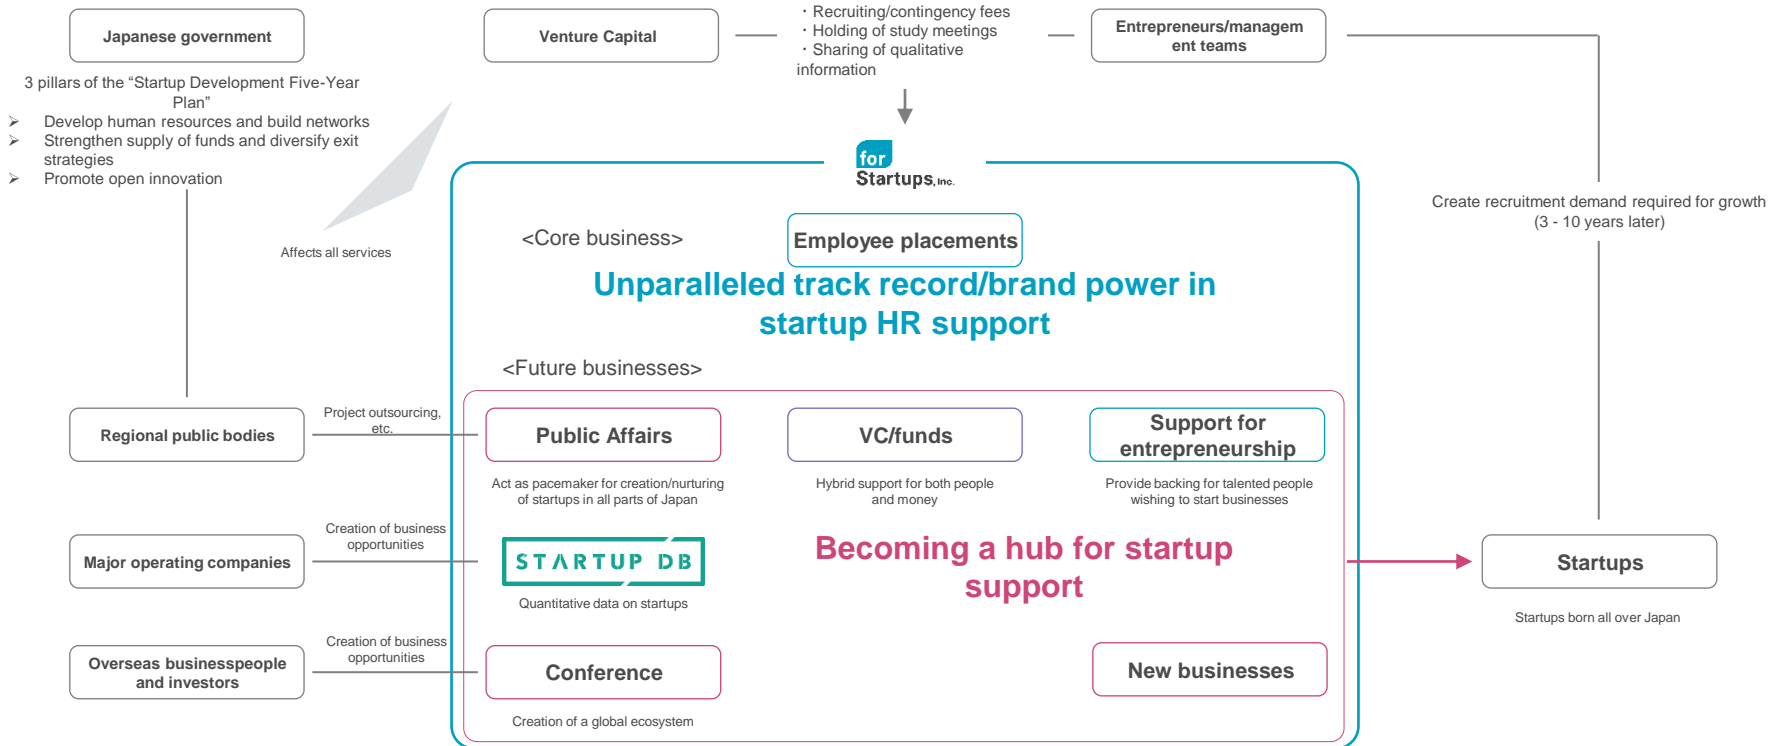 Japanese government
3 pillars of the “Startup Development Five-Year
Plan”
➢ Develop human resources and build networks
➢ Strengthen supply of funds and diversify exit
strategies
➢ Promote open innovation
Affects all services
Venture Capital
・Recruiting/contingency fees
・Holding of study meetings
・Sharing of qualitative
information
Entrepreneurs/managem
ent teams
Create recruitment demand required for growth
(3 - 10 years later)
for
Startups, Inc.
<Core business>
Employee placements
Unparalleled track record/brand power in
startup HR support
<Future businesses>
Regional public bodies
Project outsourcing,
etc.
Public Affairs
Act as pacemaker for creation/nurturing
of startups in all parts of Japan
VC/funds
Hybrid support for both people
and money
Support for
entrepreneurship
Provide backing for talented people
wishing to start businesses
Major operating companies
Creation of business
opportunities
STARTUP DB
Quantitative data on startups
Becoming a hub for startup
support
Startups
Startups born all over Japan
Overseas businesspeople
and investors
Creation of business
opportunities
Conference
Creation of a global ecosystem
New businesses